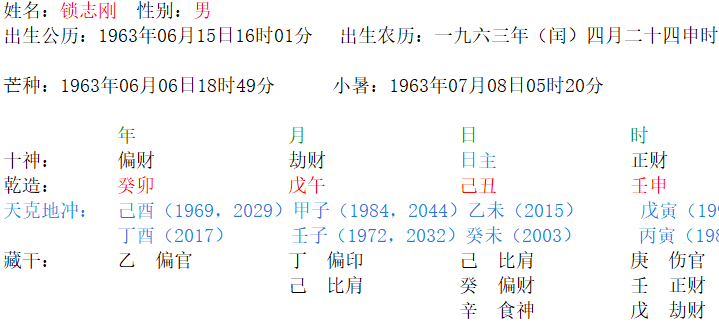 姓名：锁志刚 性别：男
出生公历：1963年06月15日16时01分 出生农历：一九六三年（闰）四月二十四申时
芒种：1963年06月06日18时49分 小暑：1963年07月08日05时20分
年 月 日 时
十神： 偏财 劫财 日主 正财
乾造： 癸卯 戊午 己丑 壬申
天克地冲： 己酉（1969，2029） 甲子（1984，2044） 乙未（2015） 戊寅（199
丁酉（2017） 壬子（1972，2032） 癸未（2003） 丙寅（198
藏干： 乙 偏官 丁 偏印 己 比肩 庚 伤官
己 比肩 癸 偏财 壬 正财
辛 食神 戊 劫财